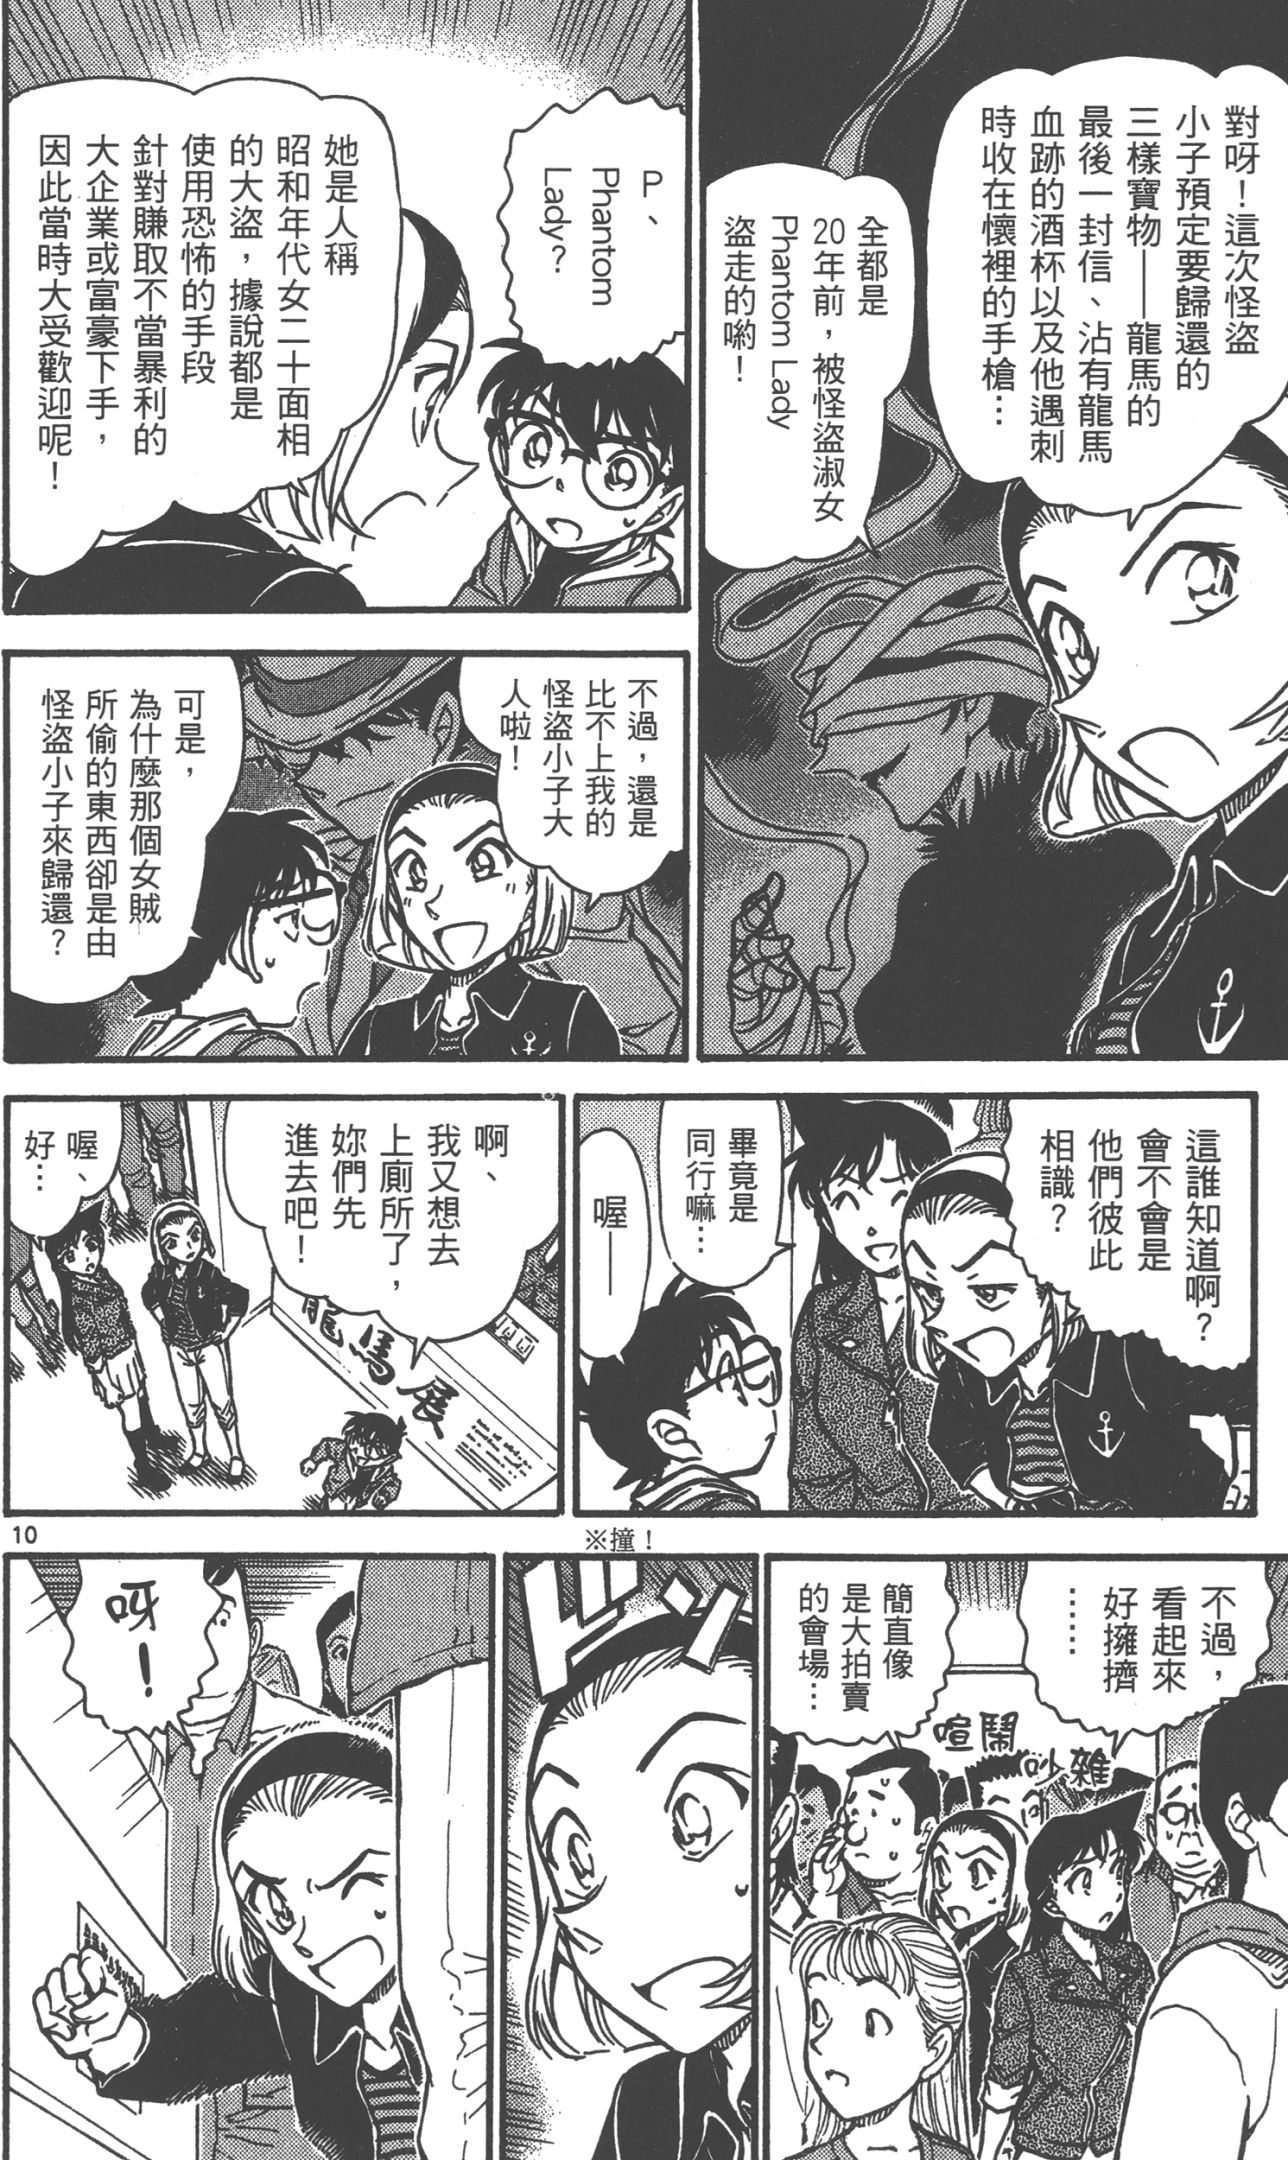 對呀！這次怪盜
小子預定要歸還的
三樣寶物——龍馬的
最後一封信、沾有龍馬
血跡的酒杯以及他遇刺
時收在懷裡的手槍…
全都是
20年前，被怪盜淑女
Phantom Lady
盜走的喲！
P、
Phantom
Lady？
她是人稱
昭和年代女二十面相
的大盜，據說都是
使用恐怖的手段
針對賺取不當暴利的
大企業或富豪下手，
因此當時大受歡迎呢！
不過，還是
比不上我的
怪盜小子大
人啦！
可是，
為什麼那個女賊
所偷的東西卻是由
怪盜小子來歸還？
這誰知道啊？
會不會是
他們彼此
相識？
畢竟是
同行嘛…
喔——
啊、
我又想去
上廁所了，
妳們先
進去吧！
龍馬展
喔、
好…
10
※撞！
不過，
看起來
好擁擠
……
簡直像
是大拍賣
的會場…
喧鬧
吵雜
呀！